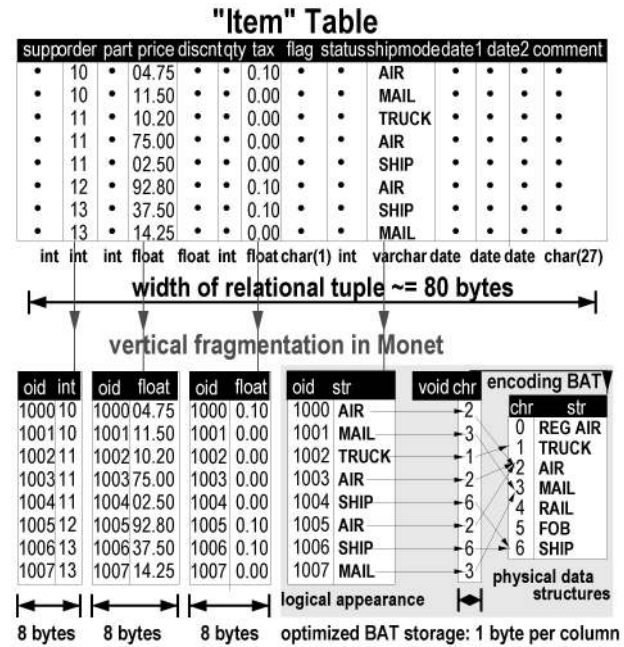 "Item" Table
supporder part price discntqty tax flag statusshipmodedate1 date2 comment
• 10 • 04.75 • • 0.10 • • AIR • • • •
• 10 • 11.50 • • 0.00 • • MAIL • • • •
• 11 • 10.20 • • 0.00 • • TRUCK • • • •
• 11 • 75.00 • • 0.00 • • AIR • • • •
• 11 • 02.50 • • 0.00 • • SHIP • • • •
• 12 • 92.80 • • 0.10 • • AIR • • • •
• 13 • 37.50 • • 0.10 • • SHIP • • • •
• 13 • 14.25 • • 0.00 • • MAIL • • • •
int int int float float int float char(1) int varchar date date date char(27)
width of relational tuple ~= 80 bytes
vertical fragmentation in Monet
oid int
1000 10
1001 10
1002 11
1003 11
1004 11
1005 12
1006 13
1007 13
8 bytes
oid float
1000 04.75
1001 11.50
1002 10.20
1003 75.00
1004 02.50
1005 92.80
1006 37.50
1007 14.25
8 bytes
oid float
1000 0.10
1001 0.00
1002 0.00
1003 0.00
1004 0.00
1005 0.10
1006 0.10
1007 0.00
8 bytes
oid str
1000 AIR
1001 MAIL
1002 TRUCK
1003 AIR
1004 SHIP
1005 AIR
1006 SHIP
1007 MAIL
logical appearance
void chr
2
3
1
2
6
2
6
3
encoding BAT
chr str
0 REG AIR
1 TRUCK
2 AIR
3 MAIL
4 RAIL
5 FOB
6 SHIP
physical data
structures
optimized BAT storage: 1 byte per column